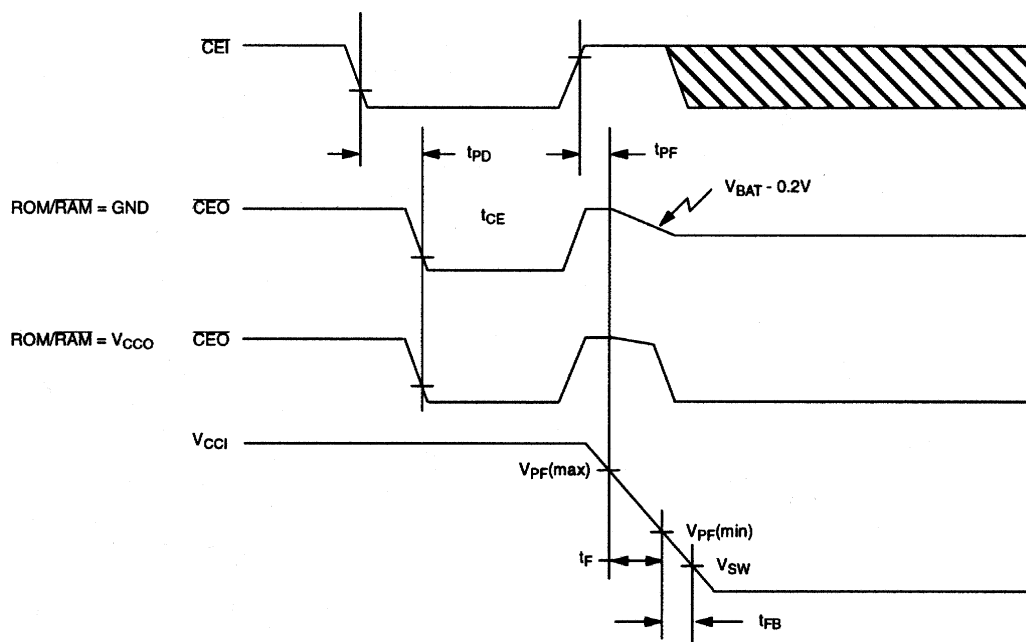 CEI
tPD
tPF
VBAT - 0.2V
ROM/RAM = GND CEO
tCE
ROM/RAM = VCCO CEO
VCCI
VPF(max)
VPF(min)
tF
VSW
tFB